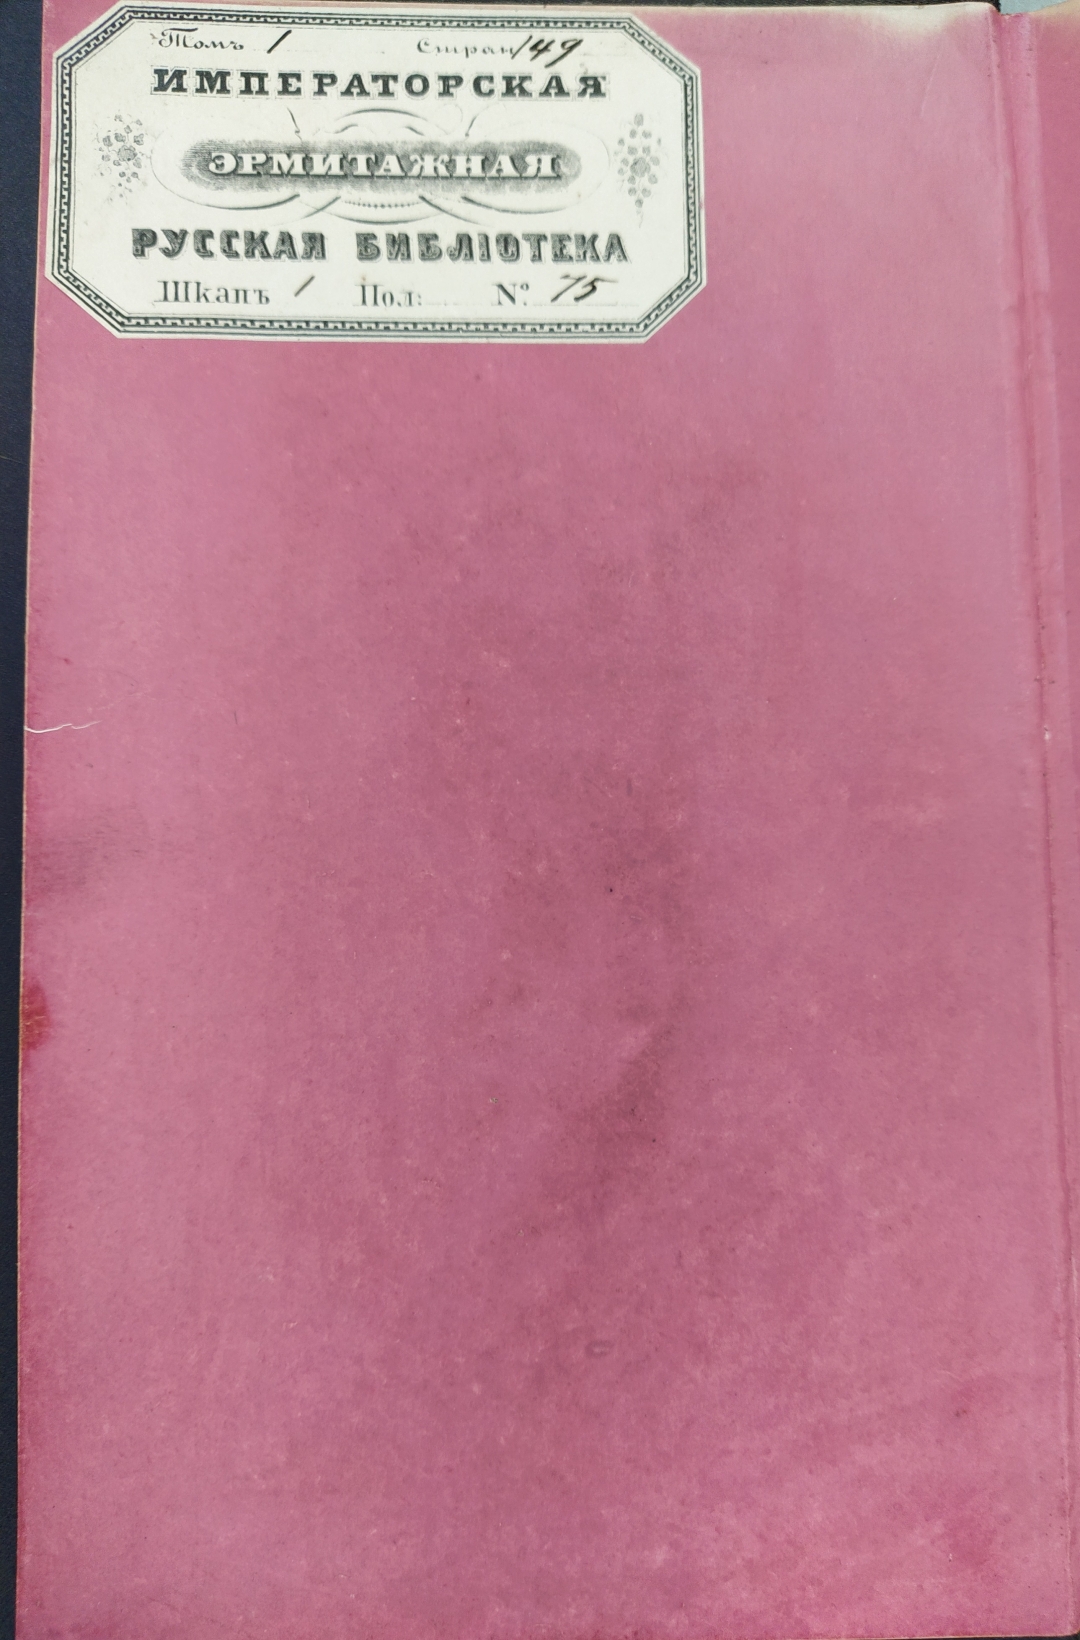 Томъ 1 Стран 149
ИМПЕРАТОРСКАЯ
ЭРМИТАЖНАЯ
РУССКАЯ БИБЛІОТЕКА
Шкапъ 1 Пол: № 75